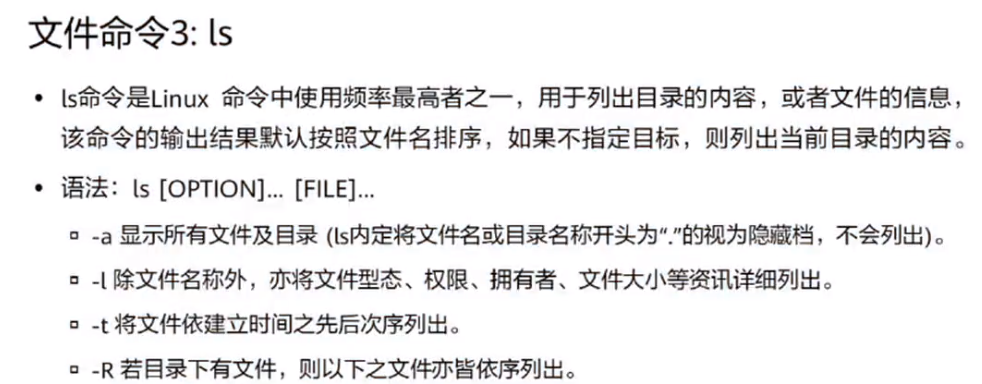 文件命令3: ls
• ls命令是Linux 命令中使用频率最高者之一，用于列出目录的内容，或者文件的信息，
该命令的输出结果默认按照文件名排序，如果不指定目标，则列出当前目录的内容。
• 语法：ls [OPTION]... [FILE]...
▫ -a 显示所有文件及目录 (ls内定将文件名或目录名称开头为“.”的视为隐藏档，不会列出)。
▫ -l 除文件名称外，亦将文件型态、权限、拥有者、文件大小等资讯详细列出。
▫ -t 将文件依建立时间之先后次序列出。
▫ -R 若目录下有文件，则以下之文件亦皆依序列出。